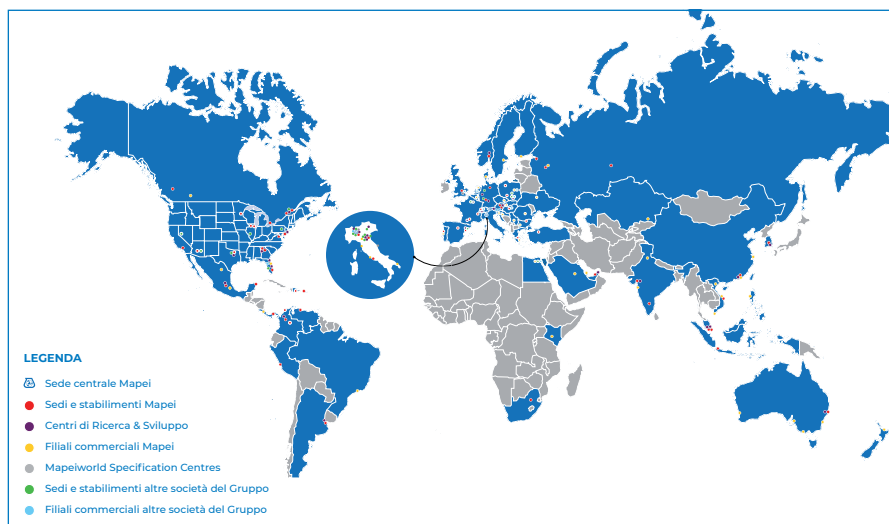 LEGENDA
Sede centrale Mapei
Sedi e stabilimenti Mapei
Centri di Ricerca & Sviluppo
Filiali commerciali Mapei
Mapeiworld Specification Centres
Sedi e stabilimenti altre società del Gruppo
Filiali commerciali altre società del Gruppo